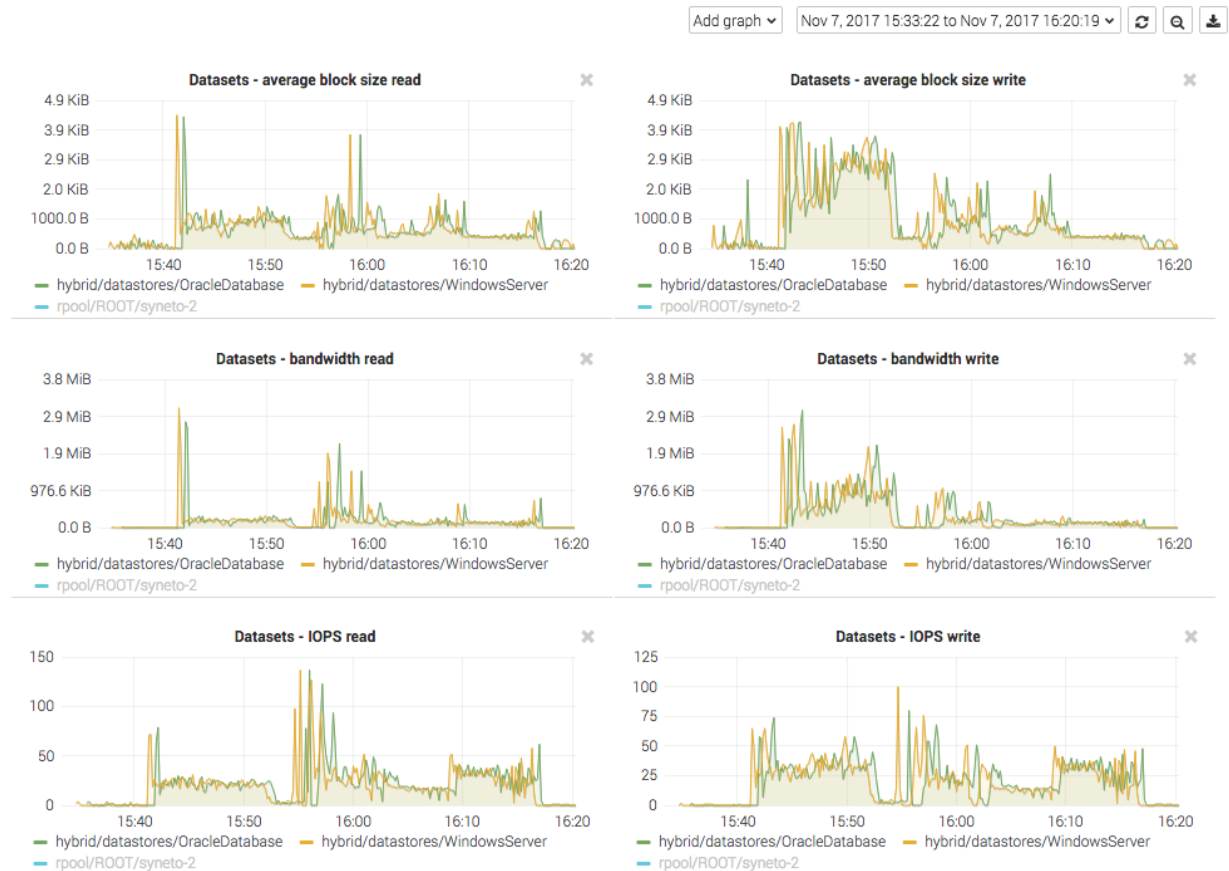 Add graph Nov 7, 2017 15:33:22 to Nov 7, 2017 16:20:19
Datasets - average block size read
4.9 KiB
3.9 KiB
2.9 KiB
2.0 KiB
1000.0 B
0.0 B
15:40 15:50 16:00 16:10 16:20
hybrid/datastores/OracleDatabase hybrid/datastores/WindowsServer
rpool/ROOT/syneto-2
Datasets - average block size write
4.9 KiB
3.9 KiB
2.9 KiB
2.0 KiB
1000.0 B
0.0 B
15:40 15:50 16:00 16:10 16:20
hybrid/datastores/OracleDatabase hybrid/datastores/WindowsServer
rpool/ROOT/syneto-2
Datasets - bandwidth read
3.8 MiB
2.9 MiB
1.9 MiB
976.6 KiB
0.0 B
15:40 15:50 16:00 16:10 16:20
hybrid/datastores/OracleDatabase hybrid/datastores/WindowsServer
rpool/ROOT/syneto-2
Datasets - bandwidth write
3.8 MiB
2.9 MiB
1.9 MiB
976.6 KiB
0.0 B
15:40 15:50 16:00 16:10 16:20
hybrid/datastores/OracleDatabase hybrid/datastores/WindowsServer
rpool/ROOT/syneto-2
Datasets - IOPS read
150
100
50
0
15:40 15:50 16:00 16:10 16:20
hybrid/datastores/OracleDatabase hybrid/datastores/WindowsServer
rpool/ROOT/syneto-2
Datasets - IOPS write
125
100
75
50
25
0
15:40 15:50 16:00 16:10 16:20
hybrid/datastores/OracleDatabase hybrid/datastores/WindowsServer
rpool/ROOT/syneto-2